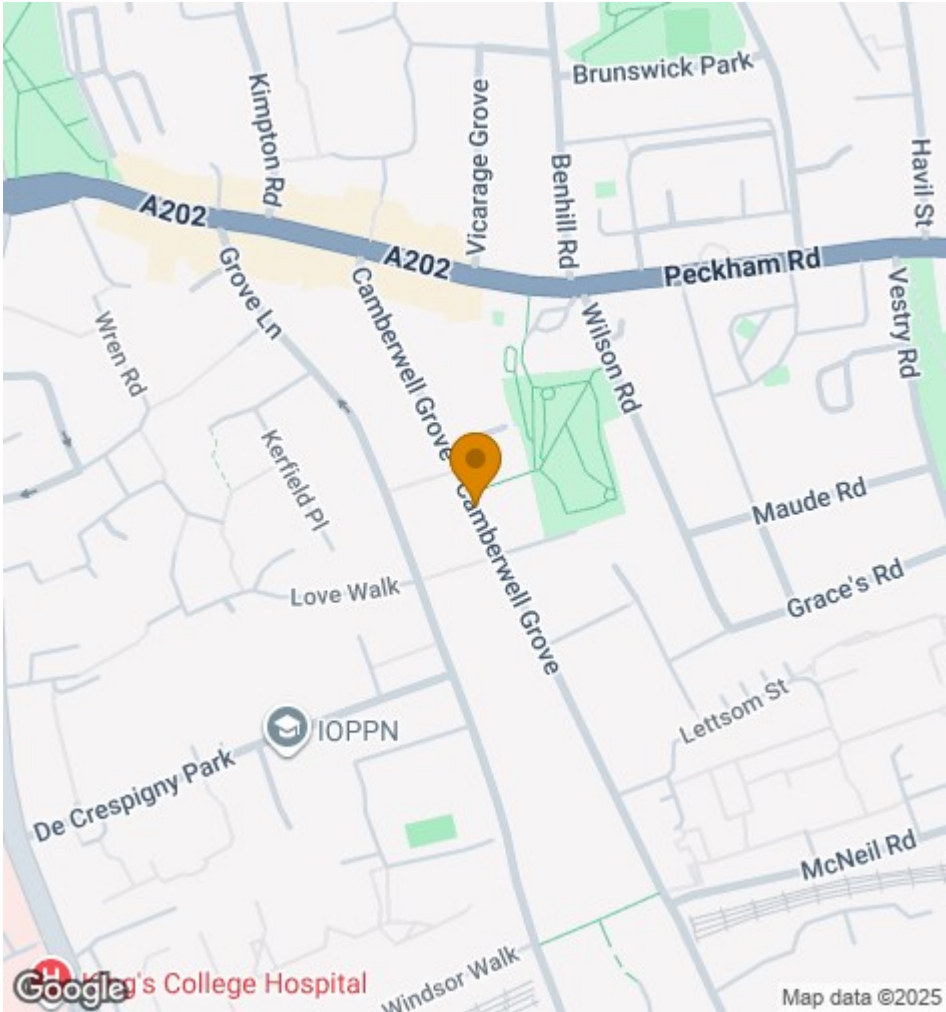 Brunswick Park
Kimpton Rd
Vicarage Grove
Benhill Rd
Havil St
A202
A202
Peckham Rd
Grove Ln
Camberwell Grove
Wilson Rd
Vestry Rd
Wren Rd
Kerfield Pl
Camberwell Grove
Maude Rd
Love Walk
Grace's Rd
Lettsom St
IOPPN
De Crespigny Park
McNeil Rd
Windsor Walk
H
King's College Hospital
Google
Map data ©2025